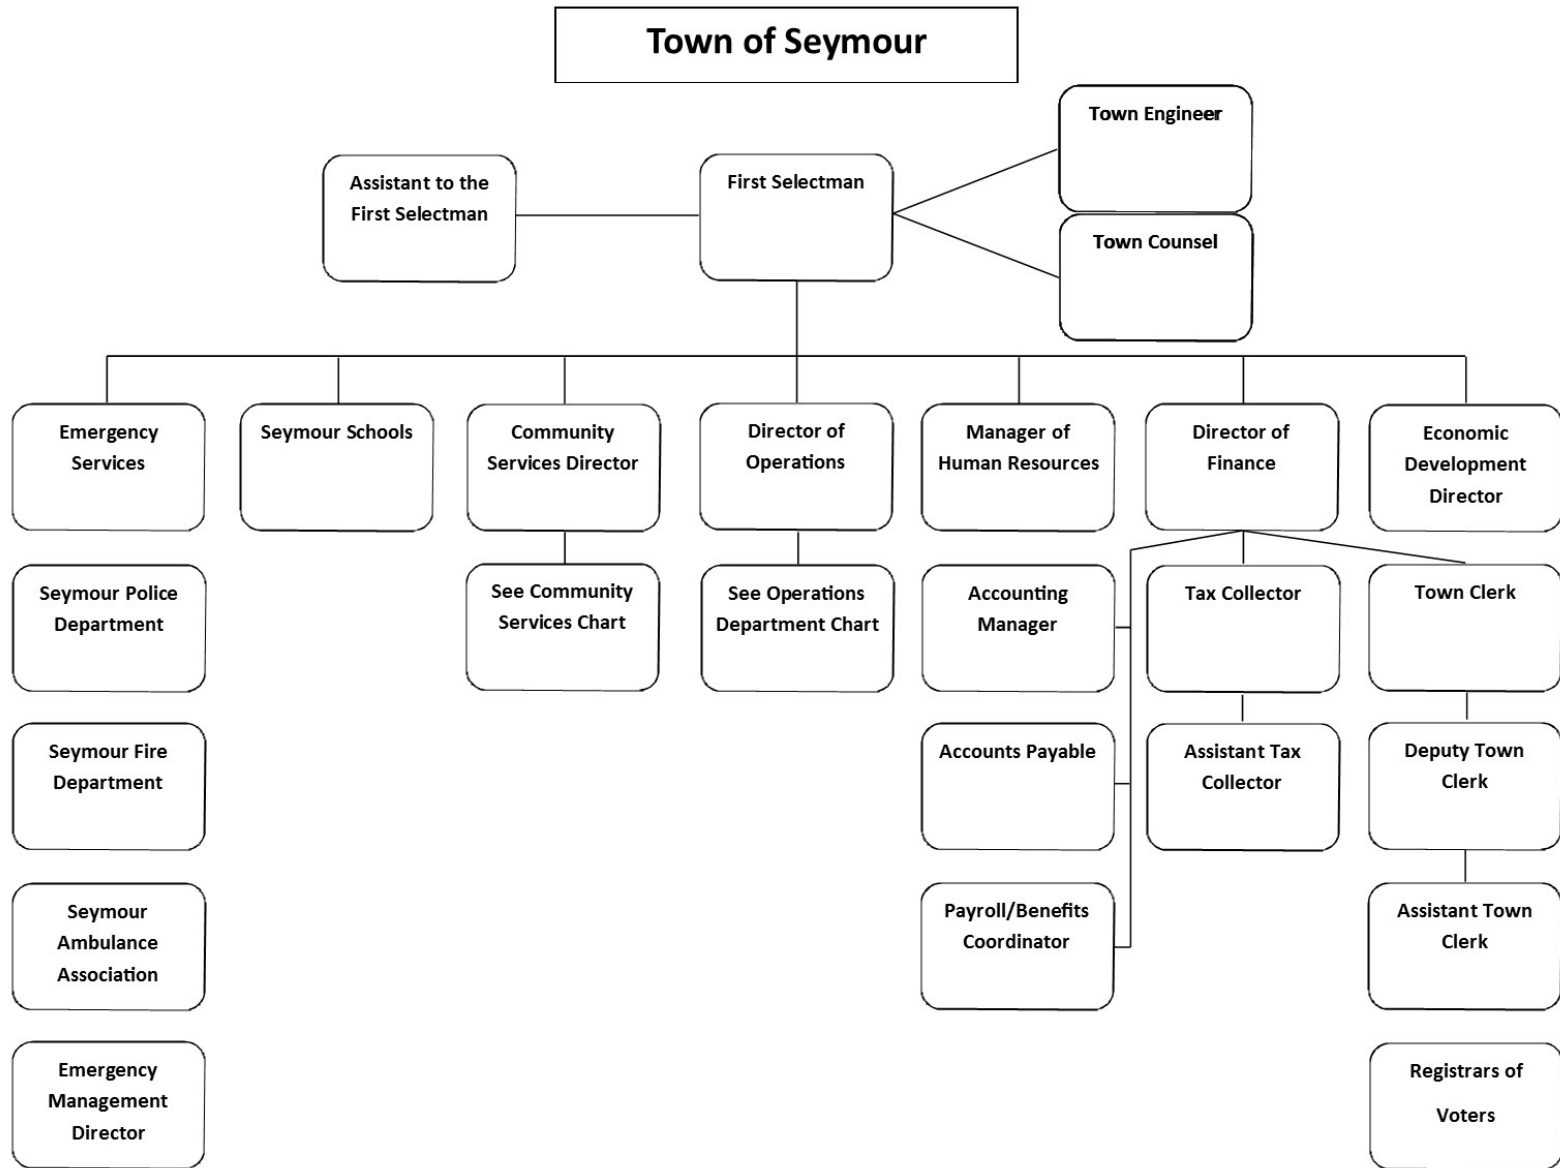 Town of Seymour
Town Engineer
Assistant to the
First Selectman
First Selectman
Town Counsel
Emergency
Services
Seymour Schools
Community
Services Director
Director of
Operations
Manager of
Human Resources
Director of
Finance
Economic
Development
Director
Seymour Police
Department
See Community
Services Chart
See Operations
Department Chart
Accounting
Manager
Tax Collector
Town Clerk
Seymour Fire
Department
Accounts Payable
Assistant Tax
Collector
Deputy Town
Clerk
Seymour
Ambulance
Association
Payroll/Benefits
Coordinator
Assistant Town
Clerk
Emergency
Management
Director
Registrars of
Voters